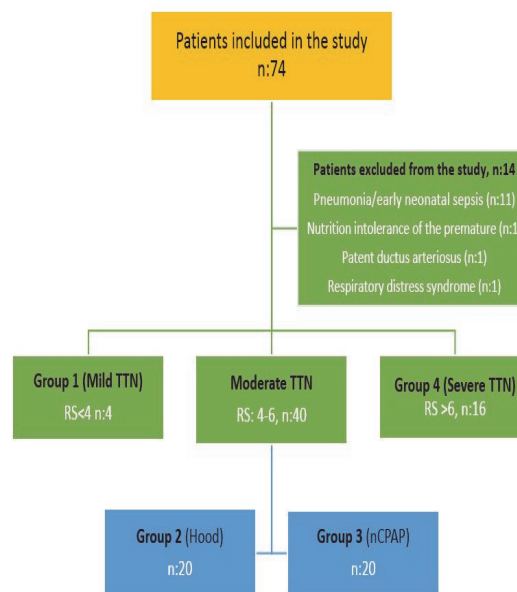 Patients included in the study
n:74
Patients excluded from the study, n:14
Pneumonia/early neonatal sepsis (n:11)
Nutrition intolerance of the premature (n:1
Patent ductus arteriosus (n:1)
Respiratory distress syndrome (n:1)
Group 1 (Mild TTN)
RS<4 n:4
Moderate TTN
RS: 4-6, n:40
Group 4 (Severe TTN)
RS >6, n:16
Group 2 (Hood)
n:20
Group 3 (nCPAP)
n:20